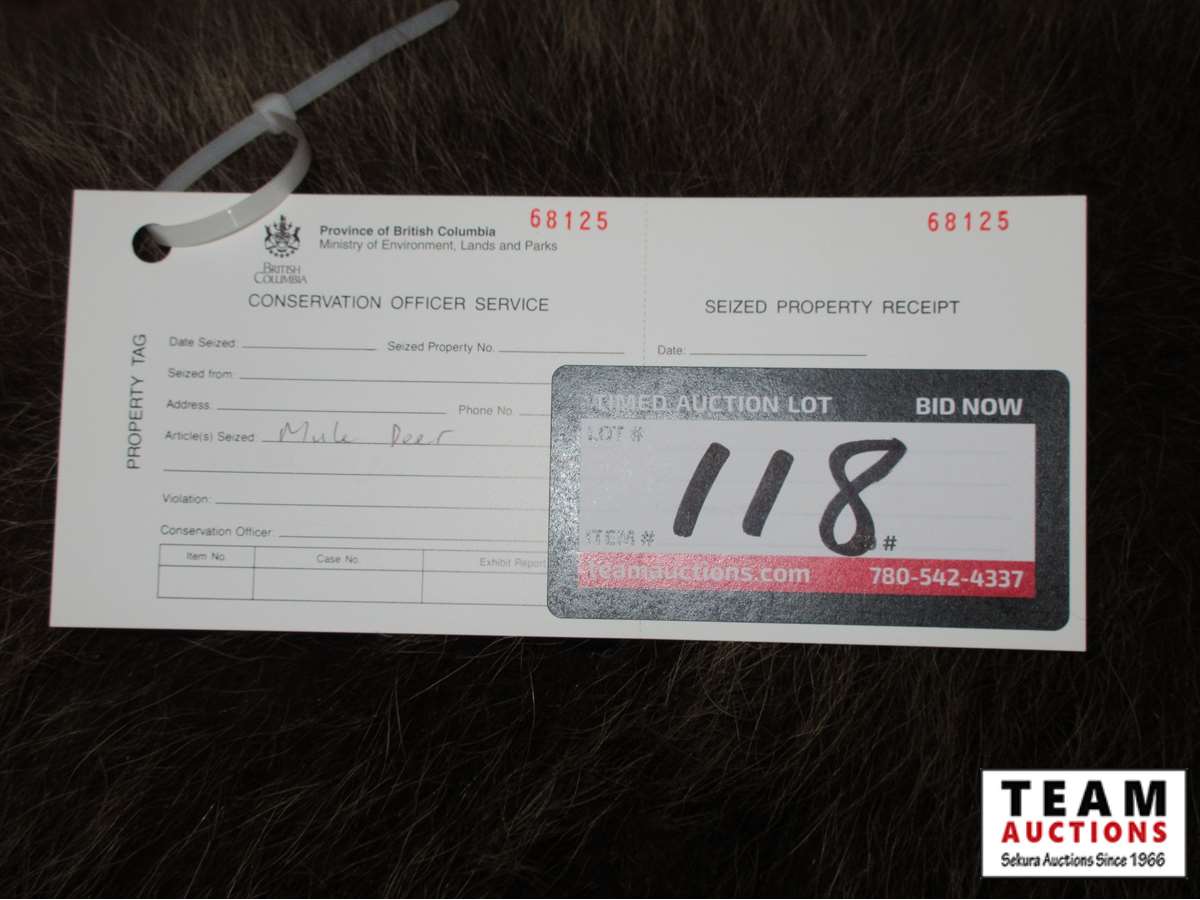 Province of British Columbia
Ministry of Environment, Lands and Parks
68125
68125
BRITISH
COLUMBIA
CONSERVATION OFFICER SERVICE
SEIZED PROPERTY RECEIPT
PROPERTY TAG
Date Seized:
Seized Property No.
Date:
Seized from:
Address:
Phone No.
Article(s) Seized: Mule Deer
Violation:
Conservation Officer:
Item No.
Case No.
Exhibit Report
TIMED AUCTION LOT
BID NOW
LOT #
118
ITEM #
#
teamauctions.com
780-542-4337
TEAM
AUCTIONS
Sekura Auctions Since 1966